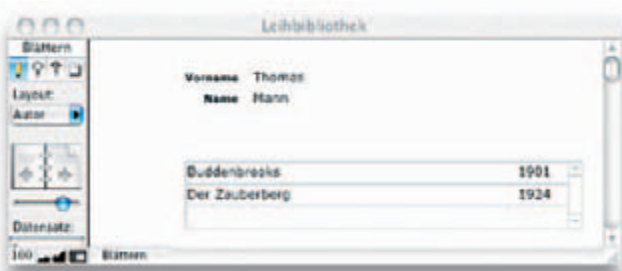 Leihbibliothek
Blättern
Layout:
Autor
Datensatz:
Vorname Thomas
Name Mann
Buddenbrooks 1901
Der Zauberberg 1924
100 Blättern